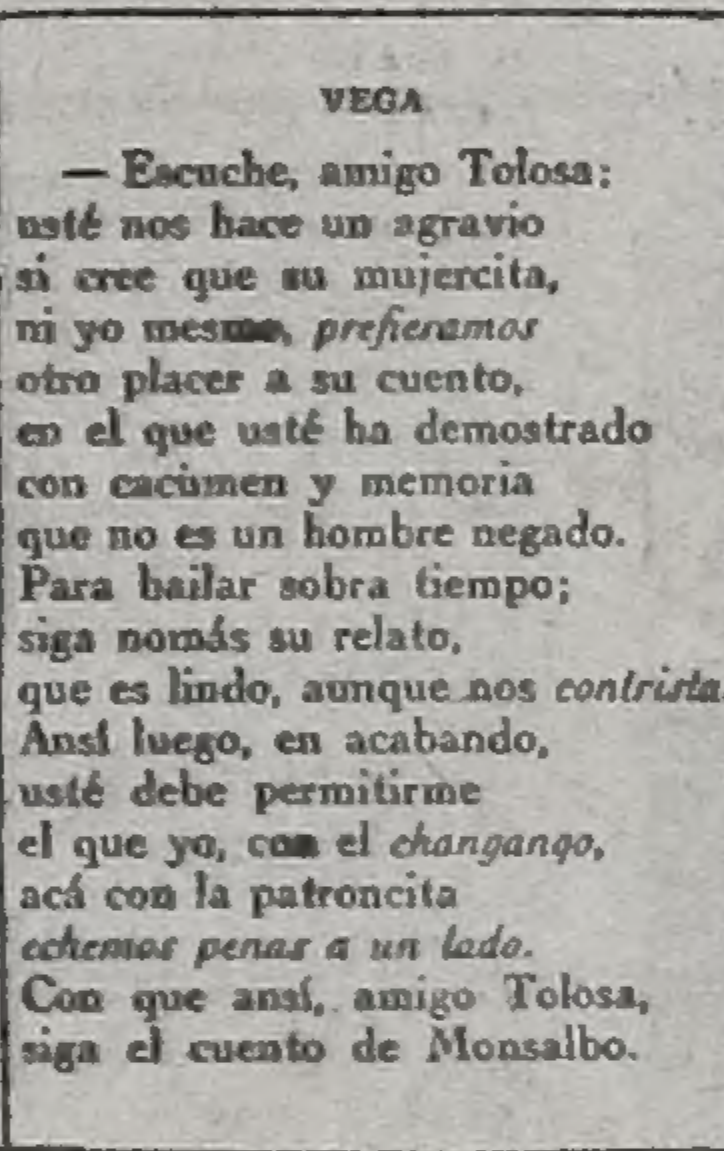 VEGA
— Escuche, amigo Tolosa:
usté nos hace un agravio
si cree que su mujercita,
ni yo mesmo, prefieramos
otro placer a su cuento,
en el que usté ha demostrado
con cacúmen y memoria
que no es un hombre negado.
Para bailar sobra tiempo;
siga nomás su relato,
que es lindo, aunque nos contrista.
Ansí luego, en acabando,
usté debe permitirme
el que yo, con el changango,
acá con la patroncita
echemos penas a un lado.
Con que ansí, amigo Tolosa,
siga el cuento de Monsalbo.